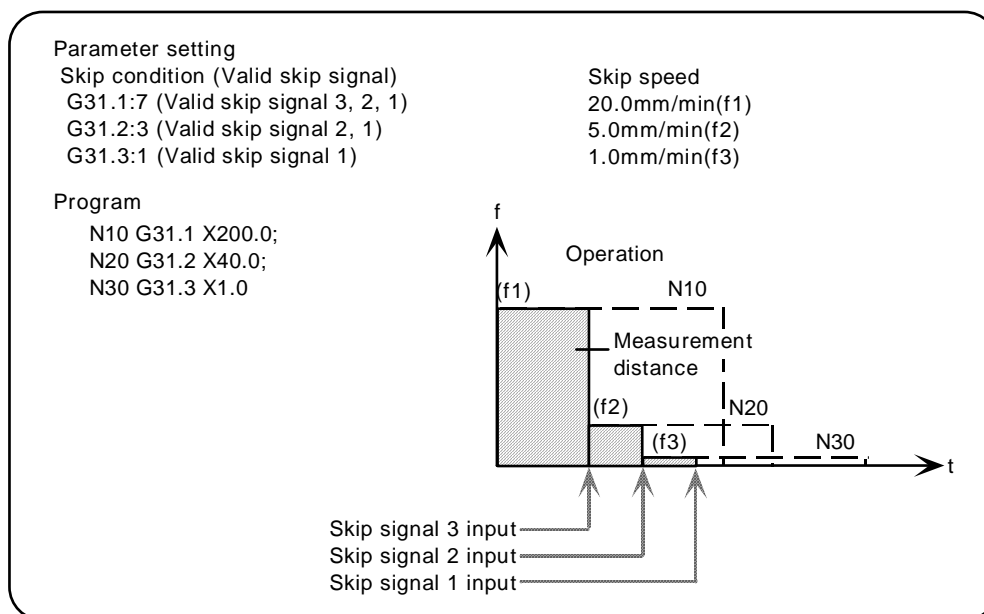 Parameter setting
Skip condition (Valid skip signal)
Skip speed
G31.1:7 (Valid skip signal 3, 2, 1)
20.0mm/min(f1)
G31.2:3 (Valid skip signal 2, 1)
5.0mm/min(f2)
G31.3:1 (Valid skip signal 1)
1.0mm/min(f3)
Program
N10 G31.1 X200.0;
N20 G31.2 X40.0;
N30 G31.3 X1.0
f
Operation
(f1)
N10
Measurement
distance
(f2)
N20
(f3)
N30
t
Skip signal 3 input
Skip signal 2 input
Skip signal 1 input